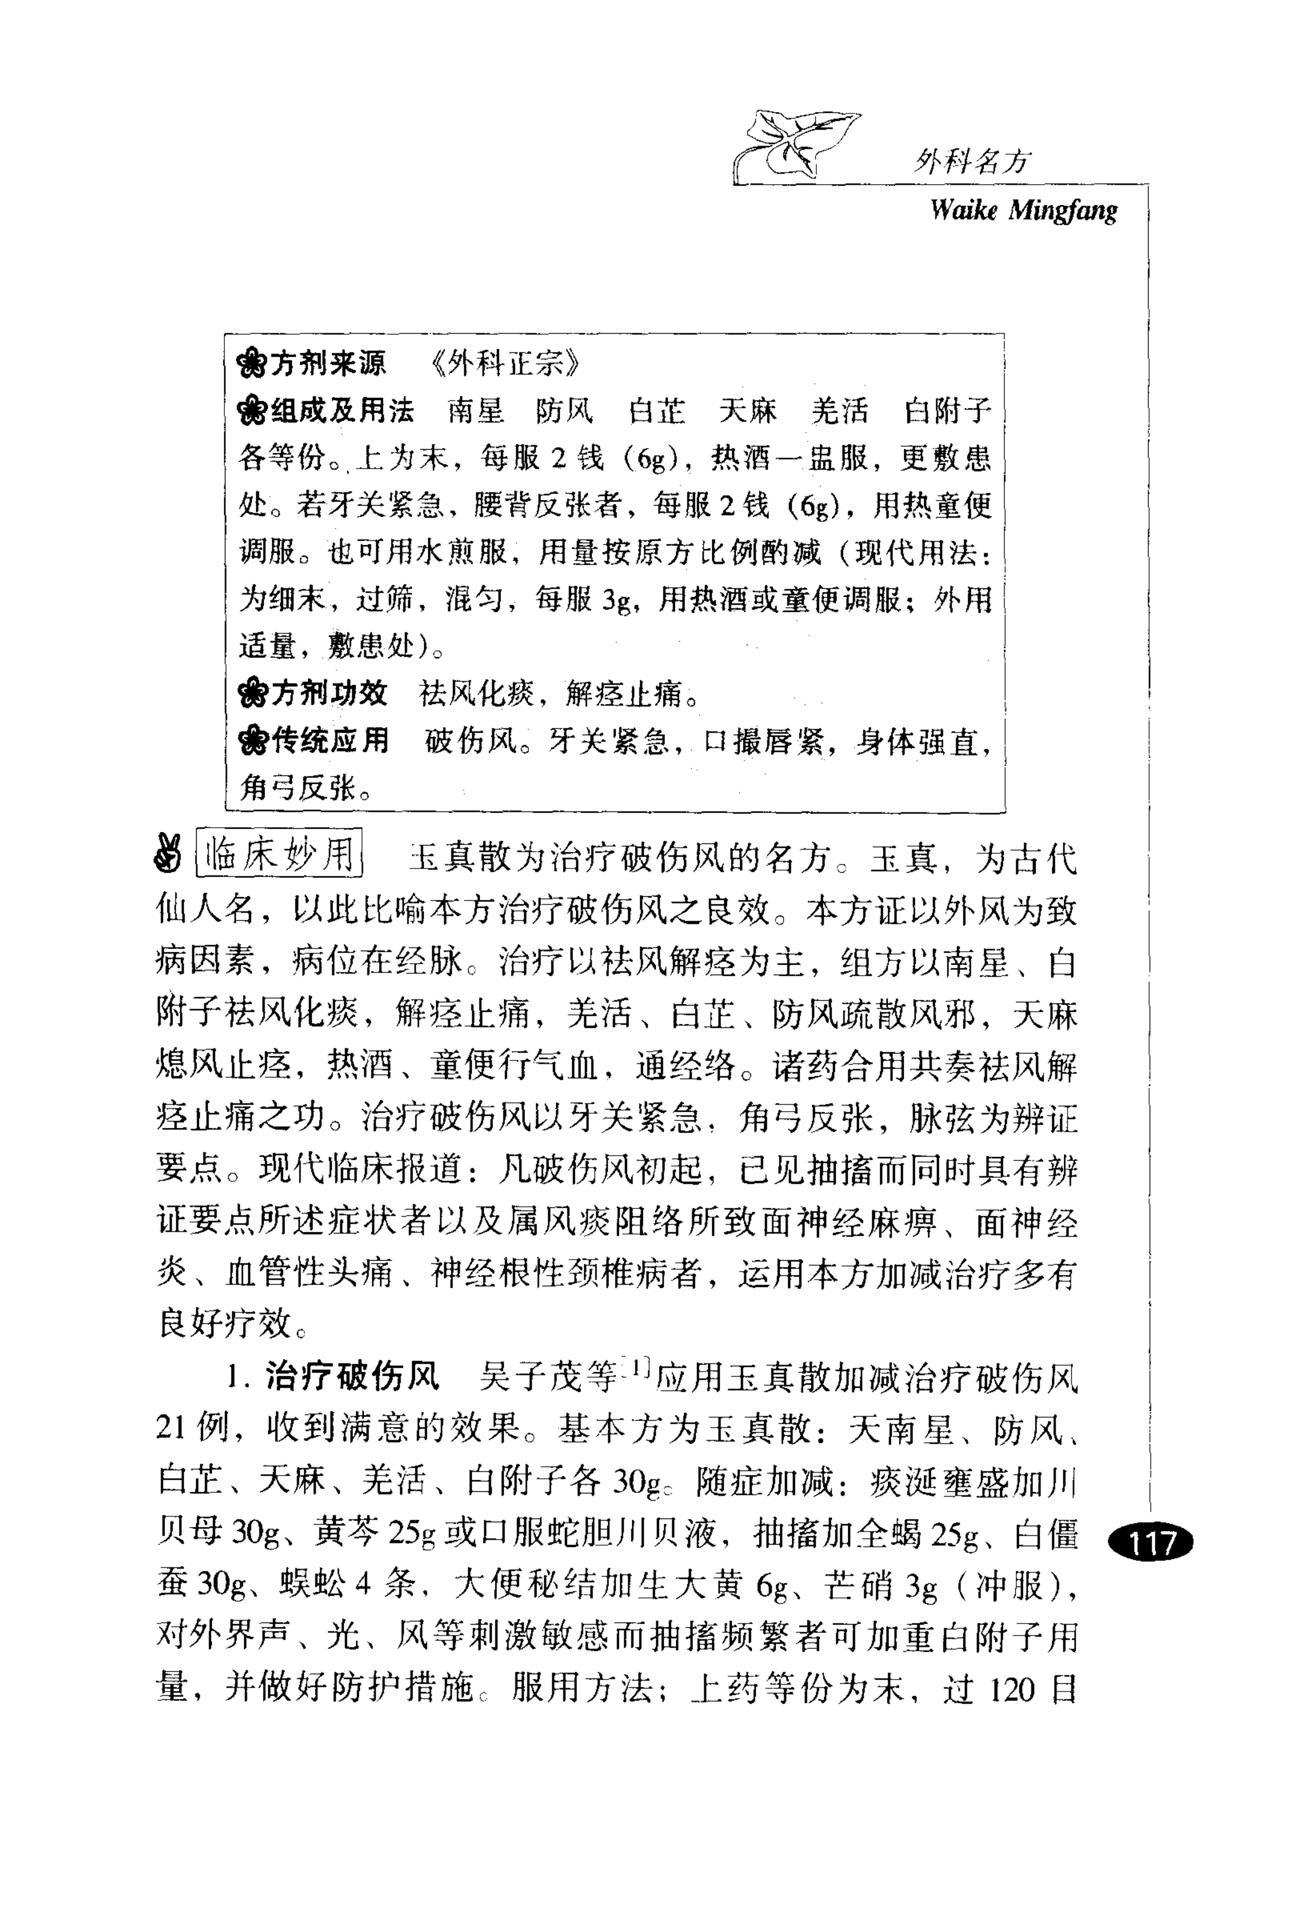 外科名方
Waike Mingfang
方剂来源 《外科正宗》
组成及用法 南星 防风 白芷 天麻 羌活 白附子
各等份。上为末，每服 2 钱（6g），热酒一盅服，更敷患
处。若牙关紧急，腰背反张者，每服 2 钱（6g），用热童便
调服。也可用水煎服，用量按原方比例酌减（现代用法：
为细末，过筛，混匀，每服 3g，用热酒或童便调服；外用
适量，敷患处）。
方剂功效 祛风化痰，解痉止痛。
传统应用 破伤风。牙关紧急，口撮唇紧，身体强直，
角弓反张。
临床妙用 玉真散为治疗破伤风的名方。玉真，为古代
仙人名，以此比喻本方治疗破伤风之良效。本方证以外风为致
病因素，病位在经脉。治疗以祛风解痉为主，组方以南星、白
附子祛风化痰，解痉止痛，羌活、白芷、防风疏散风邪，天麻
熄风止痉，热酒、童便行气血，通经络。诸药合用共奏祛风解
痉止痛之功。治疗破伤风以牙关紧急，角弓反张，脉弦为辨证
要点。现代临床报道：凡破伤风初起，已见抽搐而同时具有辨
证要点所述症状者以及属风痰阻络所致面神经麻痹、面神经
炎、血管性头痛、神经根性颈椎病者，运用本方加减治疗多有
良好疗效。
1. 治疗破伤风 吴子茂等[1]应用玉真散加减治疗破伤风
21 例，收到满意的效果。基本方为玉真散：天南星、防风、
白芷、天麻、羌活、白附子各 30g。随症加减：痰涎壅盛加川
贝母 30g、黄芩 25g 或口服蛇胆川贝液，抽搐加全蝎 25g、白僵
蚕 30g、蜈蚣 4 条，大便秘结加生大黄 6g、芒硝 3g（冲服），
对外界声、光、风等刺激敏感而抽搐频繁者可加重白附子用
量，并做好防护措施。服用方法；上药等份为末，过 120 目
117